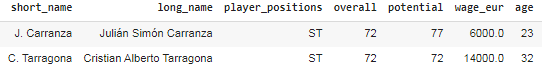 short_name long_name player_positions overall potential wage_eur age
J. Carranza Julián Simón Carranza ST 72 77 6000.0 23
C. Tarragona Cristian Alberto Tarragona ST 72 72 14000.0 32